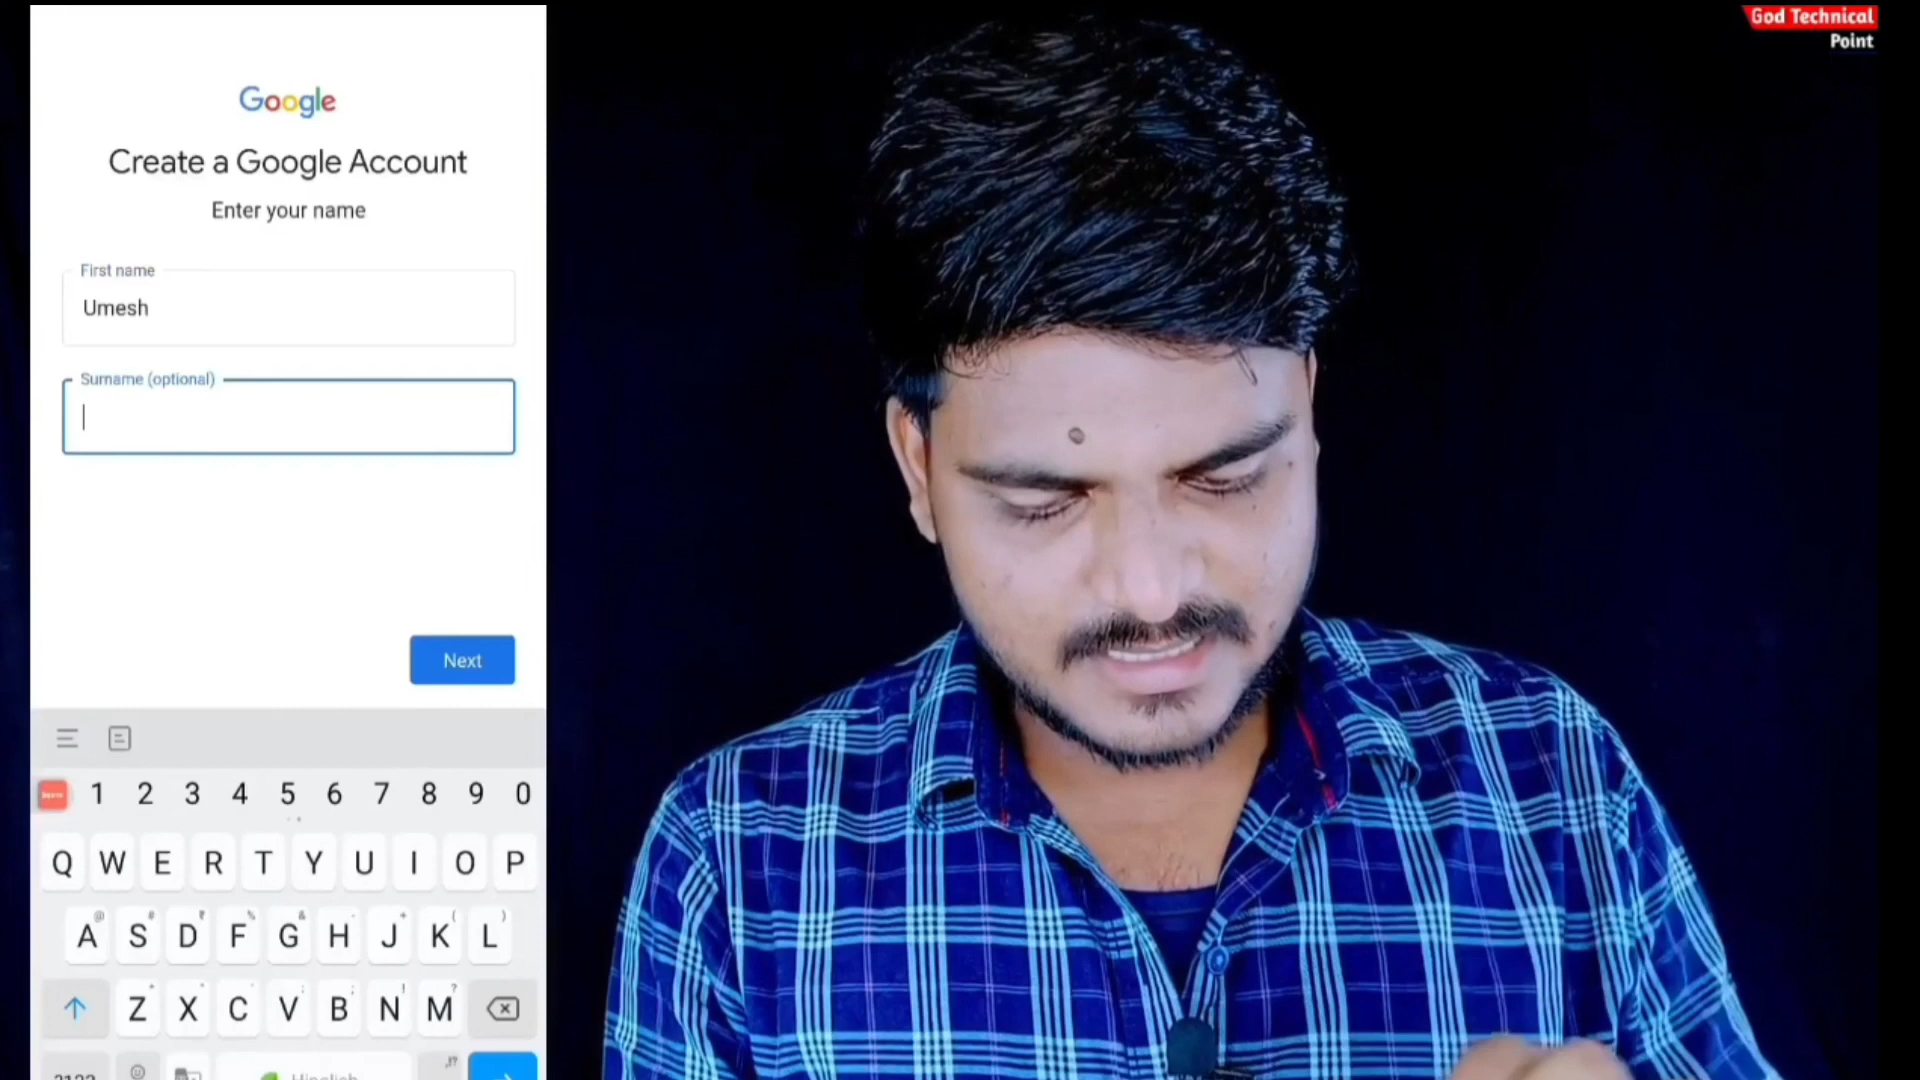 God Technical
Point
Google
Create a Google Account
Enter your name
First name
Umesh
Surname (optional)
Next
1 2 3 4 5 6 7 8 9 0
Q W E R T Y U I O P
@ # ₹ % & - + ( )
A S D F G H J K L
Z X C V B N M
Hinglish